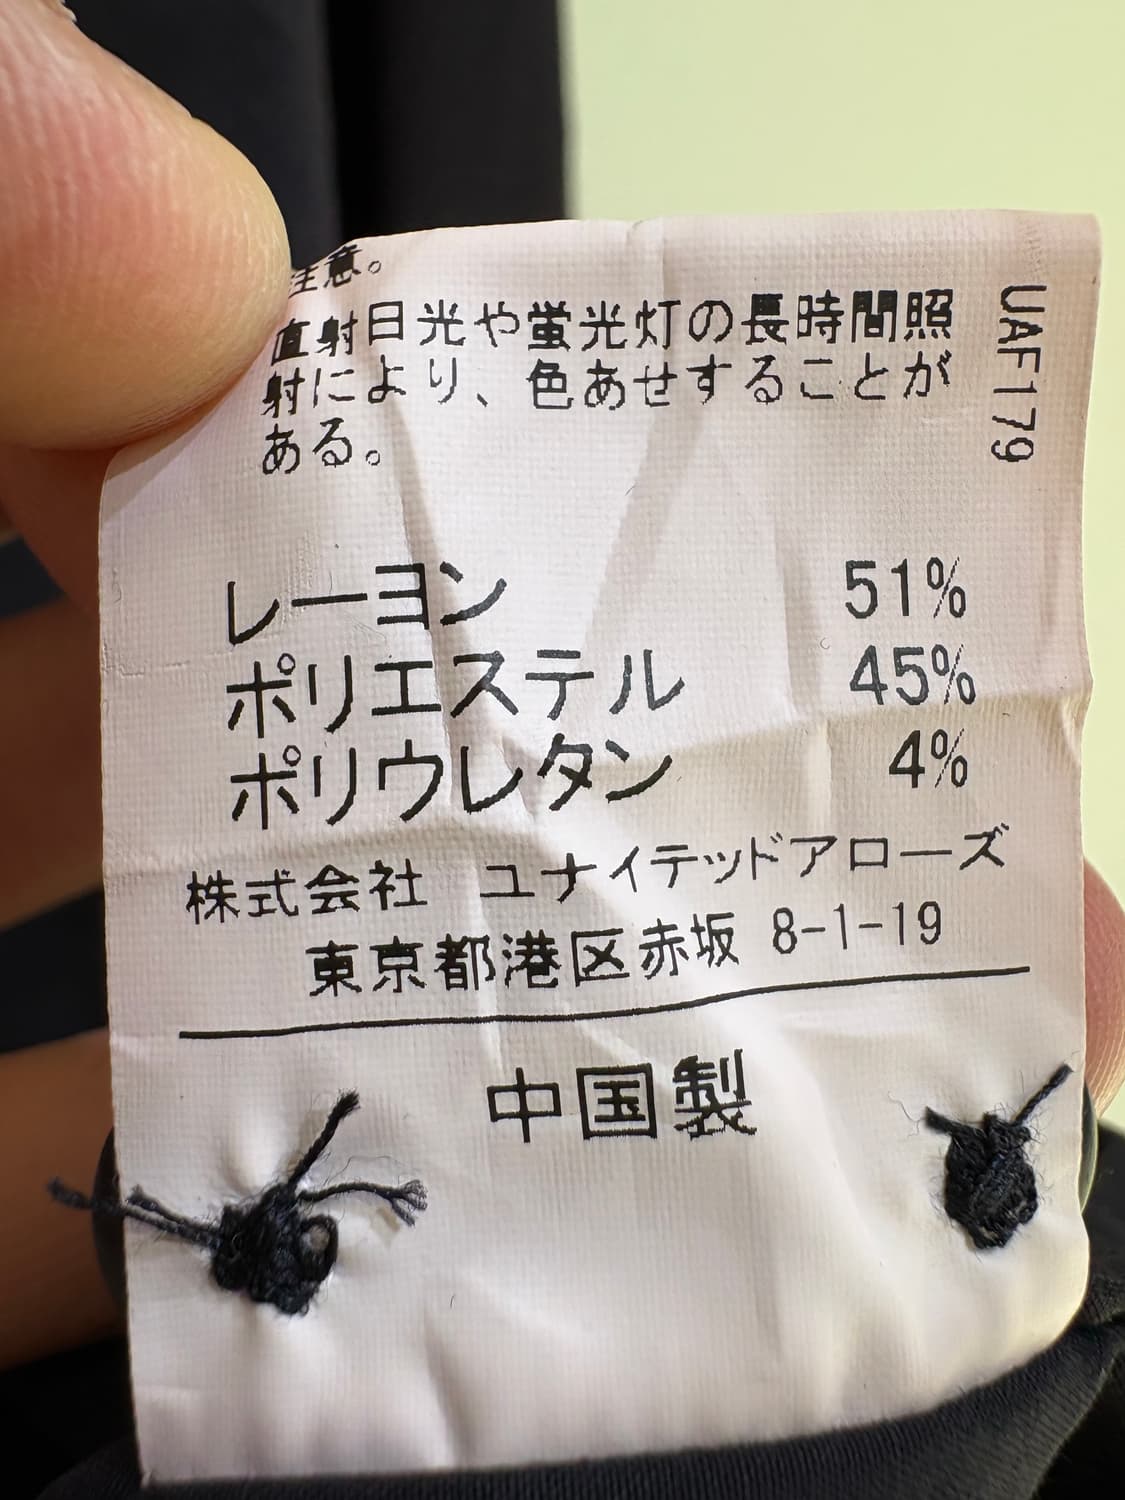 注意。
直射日光や蛍光灯の長時間照
射により、色あせすることが
ある。
UAF179
レーヨン 51%
ポリエステル 45%
ポリウレタン 4%
株式会社 ユナイテッドアローズ
東京都港区赤坂 8-1-19
中国製